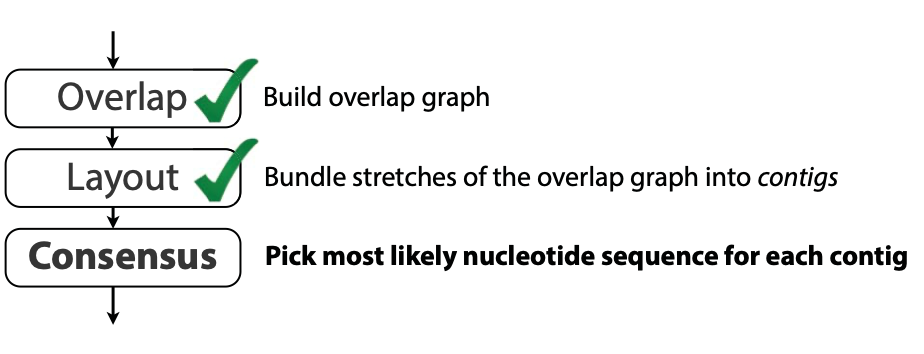 Overlap
Build overlap graph
Layout
Bundle stretches of the overlap graph into contigs
Consensus
Pick most likely nucleotide sequence for each contig